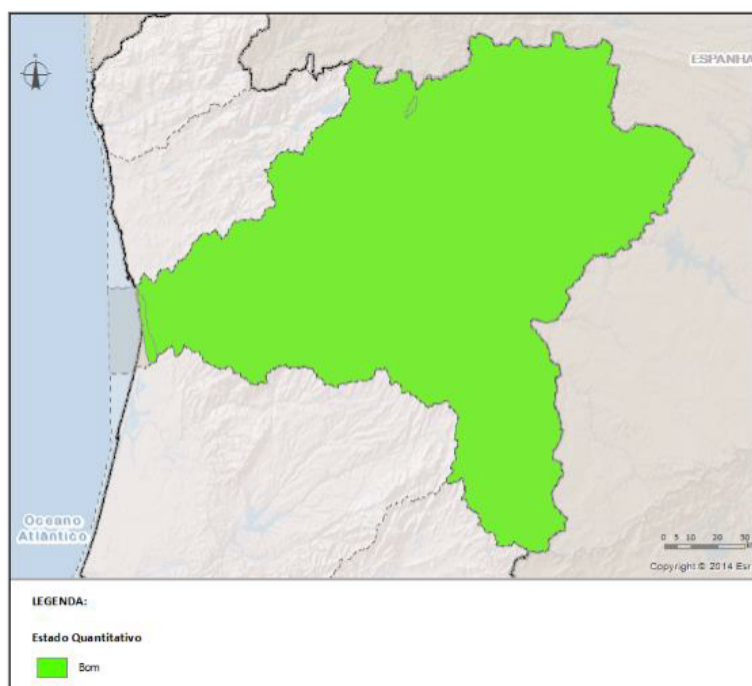 N
ESPANHA
Oceano
Atlântico
0 5 10 20 30
Copyright © 2014 Esr
LEGENDA:
Estado Quantitativo
Bom